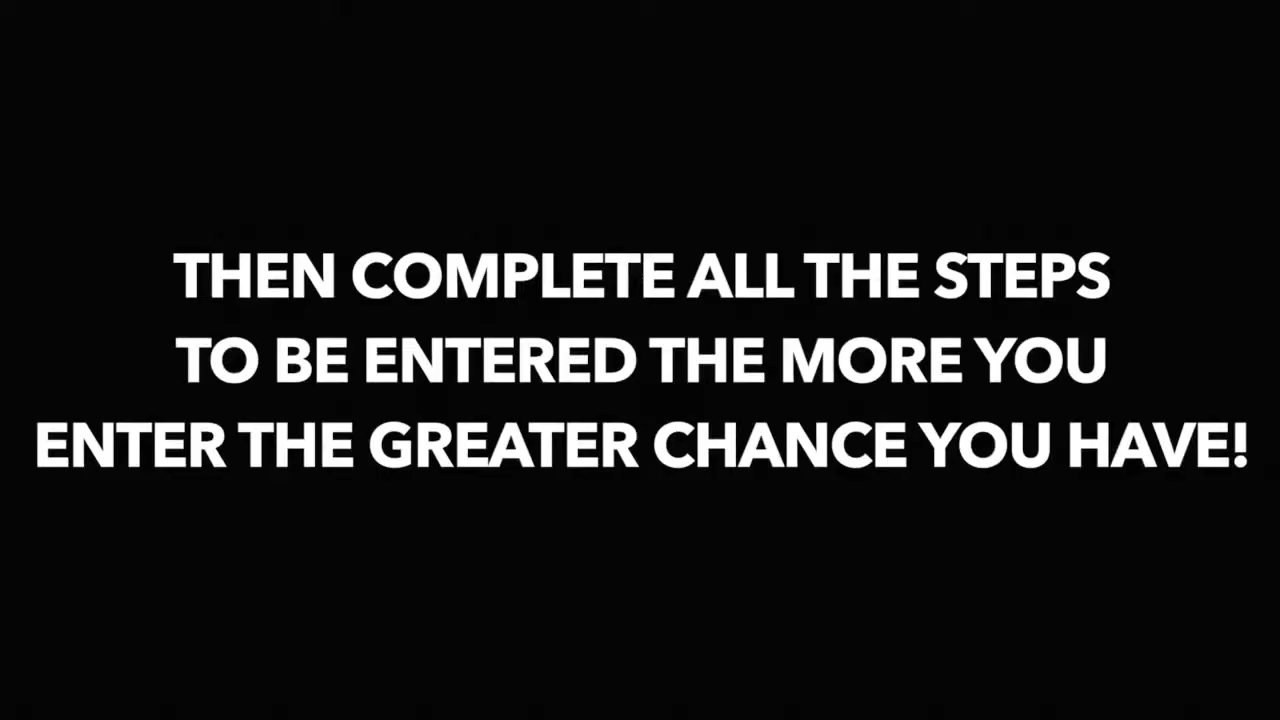 THEN COMPLETE ALL THE STEPS
TO BE ENTERED THE MORE YOU
ENTER THE GREATER CHANCE YOU HAVE!